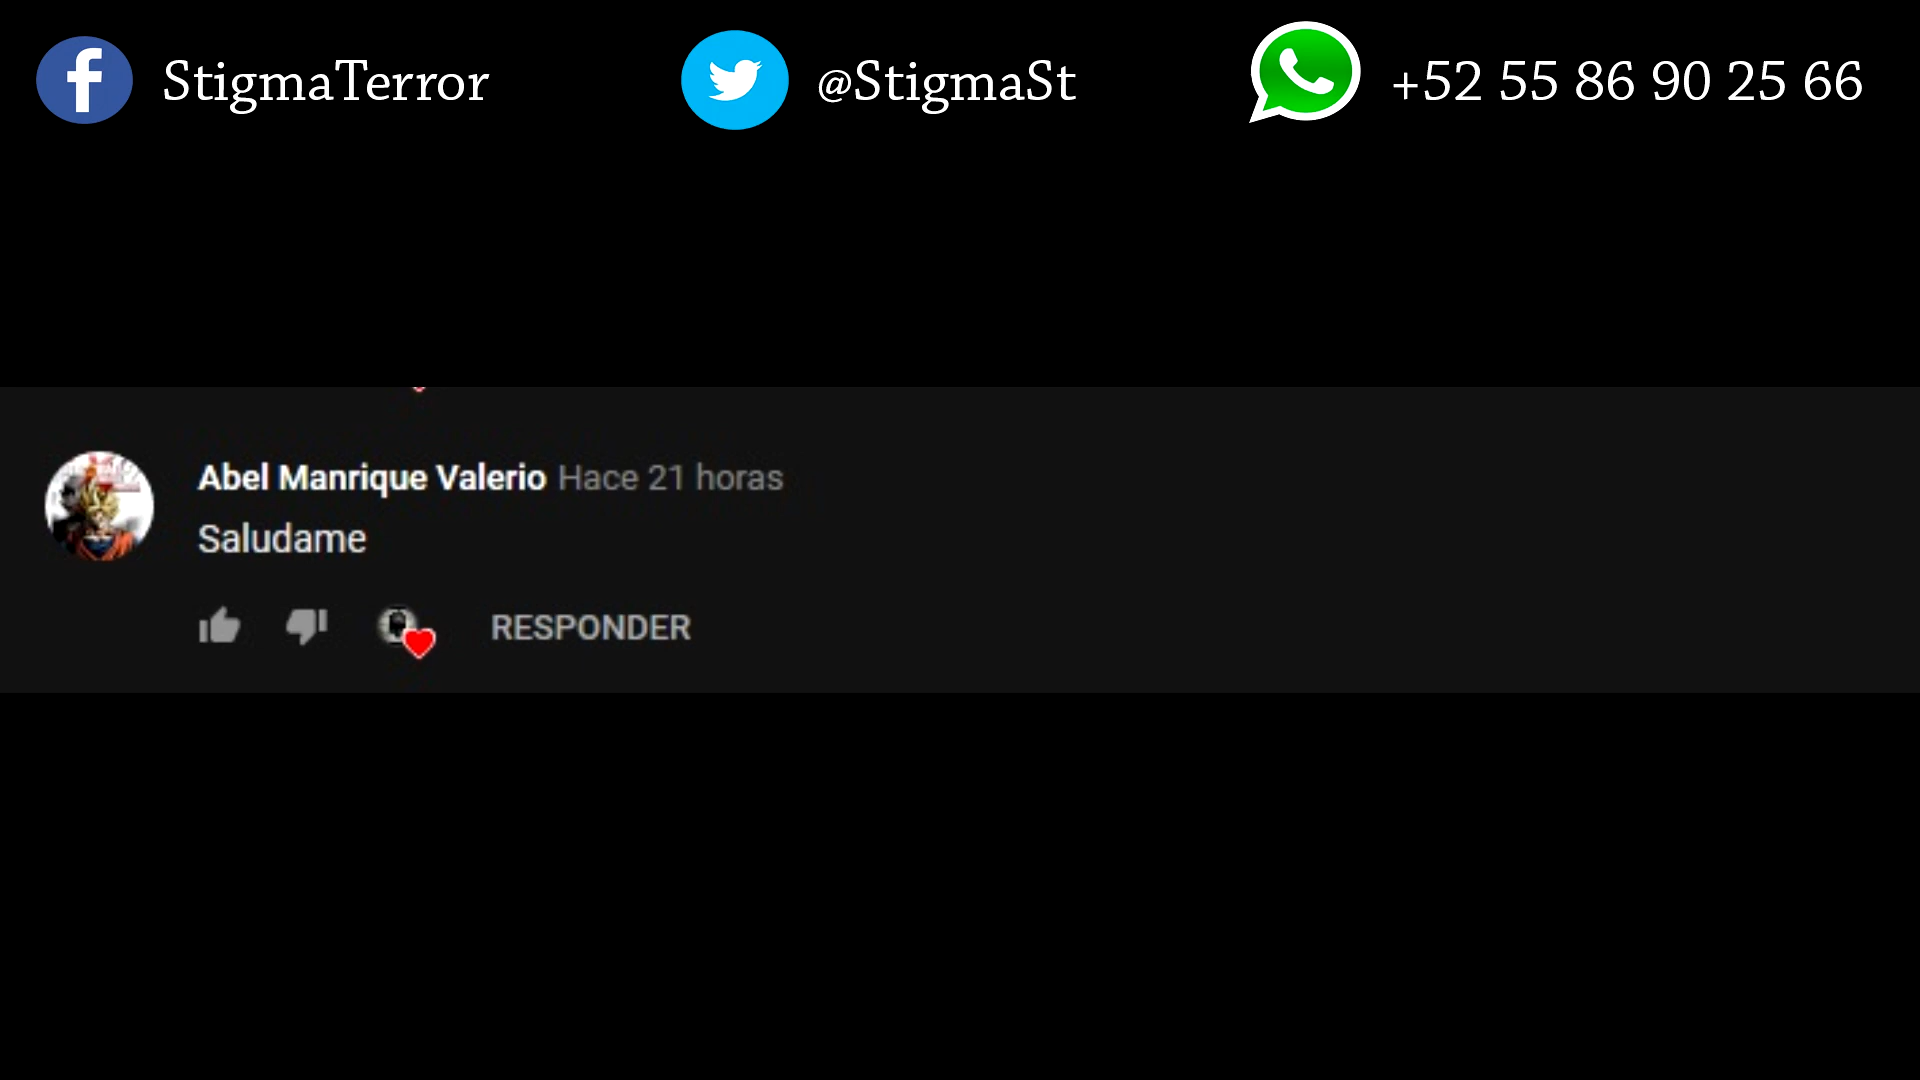 StigmaTerror
@StigmaSt
+52 55 86 90 25 66
Abel Manrique Valerio Hace 21 horas
Saludame
RESPONDER